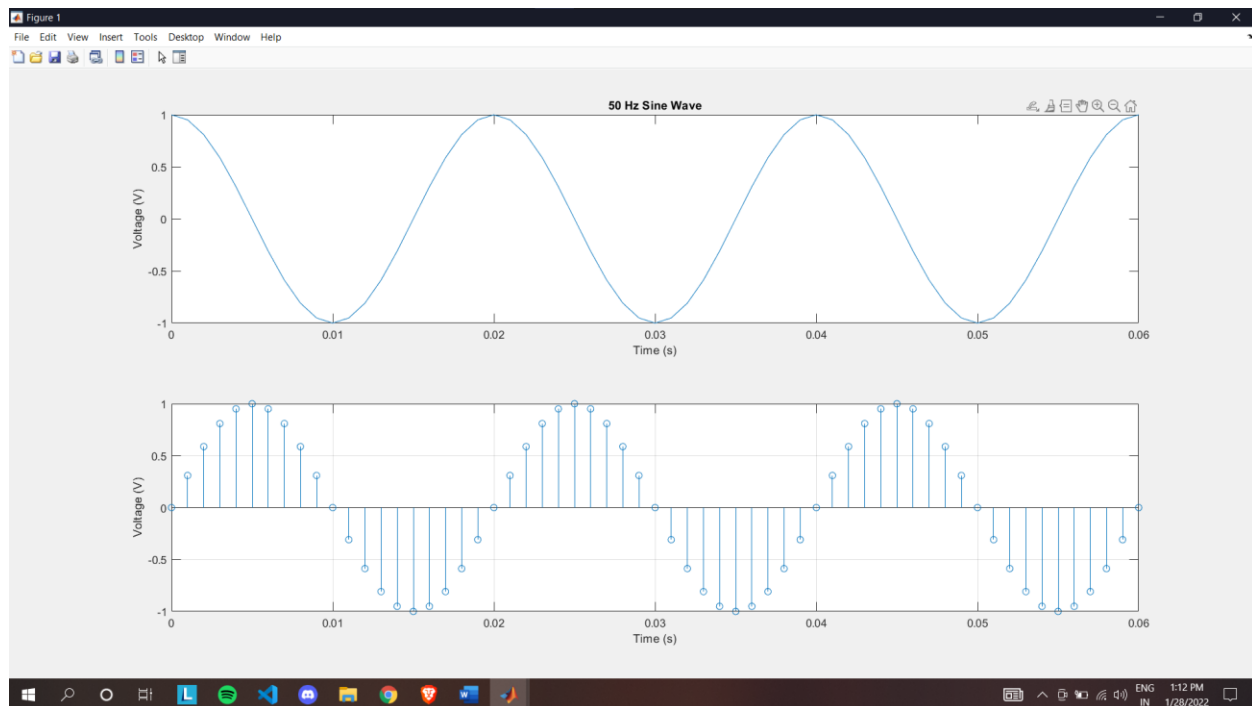 Figure 1
File Edit View Insert Tools Desktop Window Help
50 Hz Sine Wave
1
0.5
0
-0.5
-1
Voltage (V)
0 0.01 0.02 0.03 0.04 0.05 0.06
Time (s)
1
0.5
0
-0.5
-1
Voltage (V)
0 0.01 0.02 0.03 0.04 0.05 0.06
Time (s)
L
W
ENG 1:12 PM
IN 1/28/2022